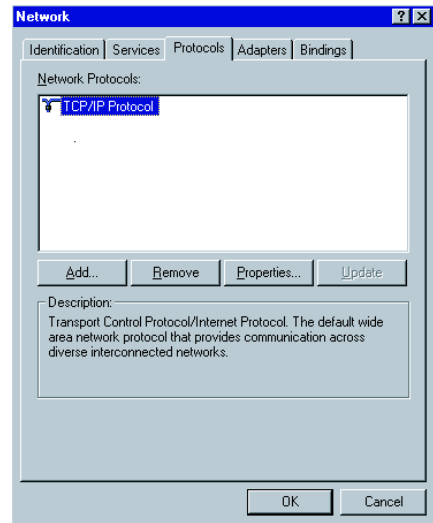 Network
Identification Services Protocols Adapters Bindings
Network Protocols:
TCP/IP Protocol
Add... Remove Properties... Update
Description:
Transport Control Protocol/Internet Protocol. The default wide
area network protocol that provides communication across
diverse interconnected networks.
OK Cancel